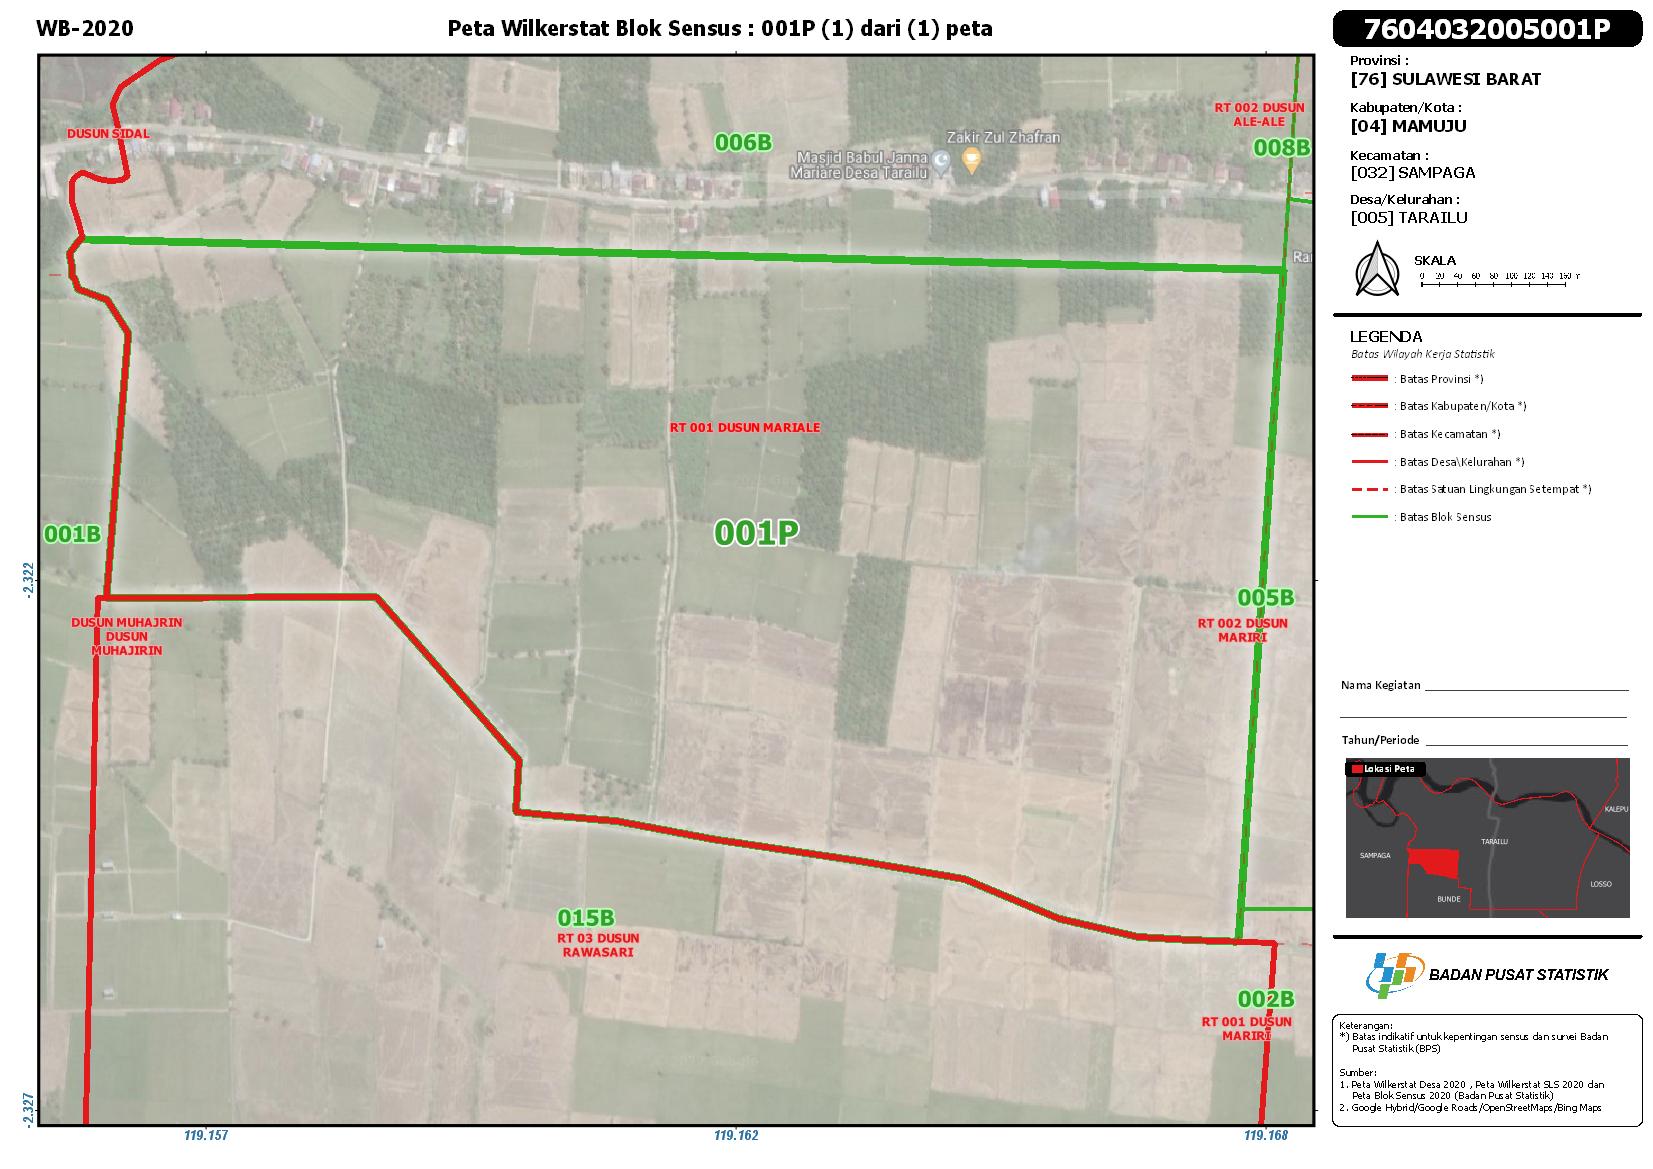 WB-2020
Peta Wilkerstat Blok Sensus : 001P (1) dari (1) peta
7604032005001P
Provinsi :
[76] SULAWESI BARAT
Kabupaten/Kota :
[04] MAMUJU
Kecamatan :
[032] SAMPAGA
Desa/Kelurahan :
[005] TARAILU
SKALA
0 20 40 60 80 100 120 140 160 m
LEGENDA
Batas Wilayah Kerja Statistik
: Batas Provinsi *)
: Batas Kabupaten/Kota *)
: Batas Kecamatan *)
: Batas Desa\Kelurahan *)
: Batas Satuan Lingkungan Setempat *)
: Batas Blok Sensus
Nama Kegiatan
Tahun/Periode
Lokasi Peta
KALEPU
TARAILU
SAMPAGA
LOSSO
BUNDE
BADAN PUSAT STATISTIK
Keterangan:
*) Batas indikatif untuk kepentingan sensus dan survei Badan
Pusat Statistik (BPS)
Sumber:
1. Peta Wilkerstat Desa 2020 , Peta Wilkerstat SLS 2020 dan
Peta Blok Sensus 2020 (Badan Pusat Statistik)
2. Google Hybrid/Google Roads/OpenStreetMaps/Bing Maps
DUSUN SIDAL
006B
Masjid Babul Janna
Mariare Desa Tarailu
Zakir Zul Zhafran
RT 002 DUSUN
ALE-ALE
008B
RT 001 DUSUN MARIALE
001P
001B
DUSUN MUHAJRIN
DUSUN
MUHAJIRIN
005B
RT 002 DUSUN
MARIRI
015B
RT 03 DUSUN
RAWASARI
002B
RT 001 DUSUN
MARIRI
-2.322
-2.327
119.157
119.162
119.168